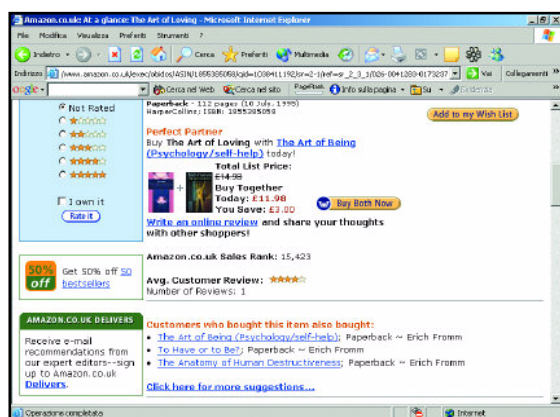 Amazon.co.uk: At a glance: The Art of Loving - Microsoft Internet Explorer
File Modifica Visualizza Preferiti Strumenti ?
Indietro Cerca Preferiti Multimedia
Indirizzo Vai Collegamenti
Cerca nel Web Cerca nel Sito PageRank Info sulla pagina Su Evidenzia
Not Rated
I own it
Rate it
50% off
Get 50% off 50 bestsellers
AMAZON.CO.UK DELIVERS
Receive e-mail
recommendations from
our expert editors--sign
up to Amazon.co.uk
Delivers.
Paperback - 112 pages (10 July, 1995)
HarperCollins; ISBN: 1855385058
Add to my Wish List
Perfect Partner
Buy The Art of Loving with The Art of Being
(Psychology/self-help) today!
Total List Price:
£14.98
Buy Together
Today: £11.98
You Save: £3.00
Buy Both Now
Write an online review and share your thoughts
with other shoppers!
Amazon.co.uk Sales Rank: 15,423
Avg. Customer Review:
Number of Reviews: 1
Customers who bought this item also bought:
• The Art of Being (Psychology/self-help); Paperback ~ Erich Fromm
• To Have or to Be?; Paperback ~ Erich Fromm
• The Anatomy of Human Destructiveness; Paperback ~ Erich Fromm
Click here for more suggestions...
Operazione completata
Internet